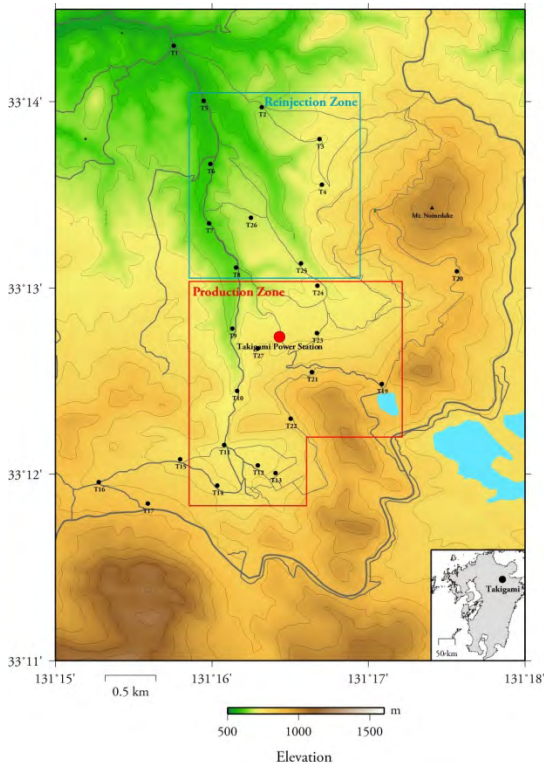 33°14'
33°13'
33°12'
33°11'
T1
Reinjection Zone
T5
T2
T3
T6
T4
T7
T26
Mt. Noinedake
T8
T25
T20
Production Zone
T24
T9
T23
Takigami Power Station
T27
T21
T19
T10
T22
T11
T15
T12
T13
T16
T14
T17
Takigami
50 km
131°15'
131°16'
131°17'
131°18'
0.5 km
m
500
1000
1500
Elevation